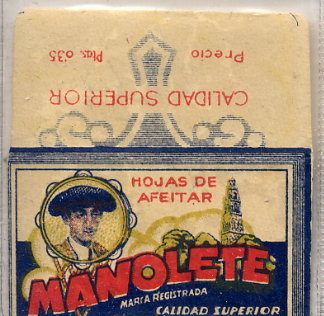 Precio Ptas. 0'35
CALIDAD SUPERIOR
HOJAS DE
AFEITAR
MANOLETE
MARCA REGISTRADA
CALIDAD SUPERIOR